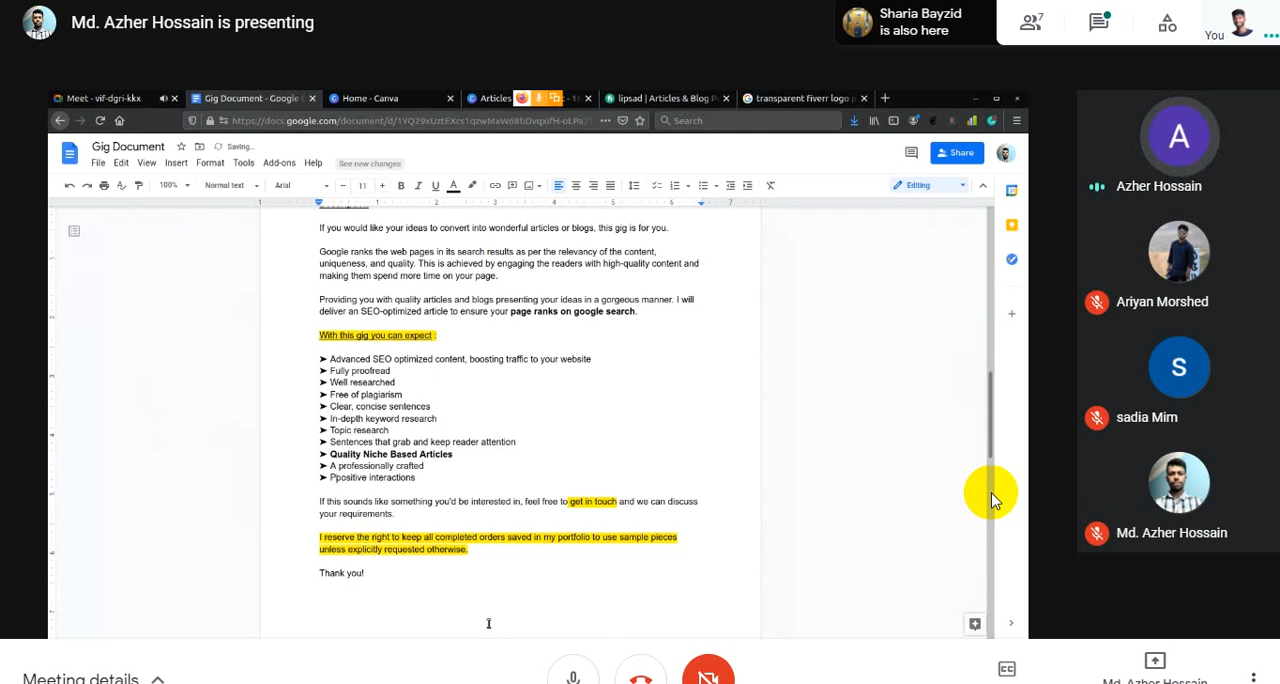 Md. Azher Hossain is presenting
Sharia Bayzid
is also here
7
You
Meet - vif-dgri-kkx
Gig Document - Google
Home - Canva
Articles
lipsad | Articles & Blog P
transparent fiverr logo p
Search
Gig Document
Saving...
File Edit View Insert Format Tools Add-ons Help
See new changes
Share
100% Normal text Arial 11 B I U A
Editing
If you would like your ideas to convert into wonderful articles or blogs, this gig is for you.
Google ranks the web pages in its search results as per the relevancy of the content,
uniqueness, and quality. This is achieved by engaging the readers with high-quality content and
making them spend more time on your page.
Providing you with quality articles and blogs presenting your ideas in a gorgeous manner. I will
deliver an SEO-optimized article to ensure your page ranks on google search.
With this gig you can expect :
➤ Advanced SEO optimized content, boosting traffic to your website
➤ Fully proofread
➤ Well researched
➤ Free of plagiarism
➤ Clear, concise sentences
➤ In-depth keyword research
➤ Topic research
➤ Sentences that grab and keep reader attention
➤ Quality Niche Based Articles
➤ A professionally crafted
➤ Ppositive interactions
If this sounds like something you'd be interested in, feel free to get in touch and we can discuss
your requirements.
I reserve the right to keep all completed orders saved in my portfolio to use sample pieces
unless explicitly requested otherwise.
Thank you!
A
Azher Hossain
Ariyan Morshed
S
sadia Mim
Md. Azher Hossain
Meeting details
CC
Md. Azher Hossain